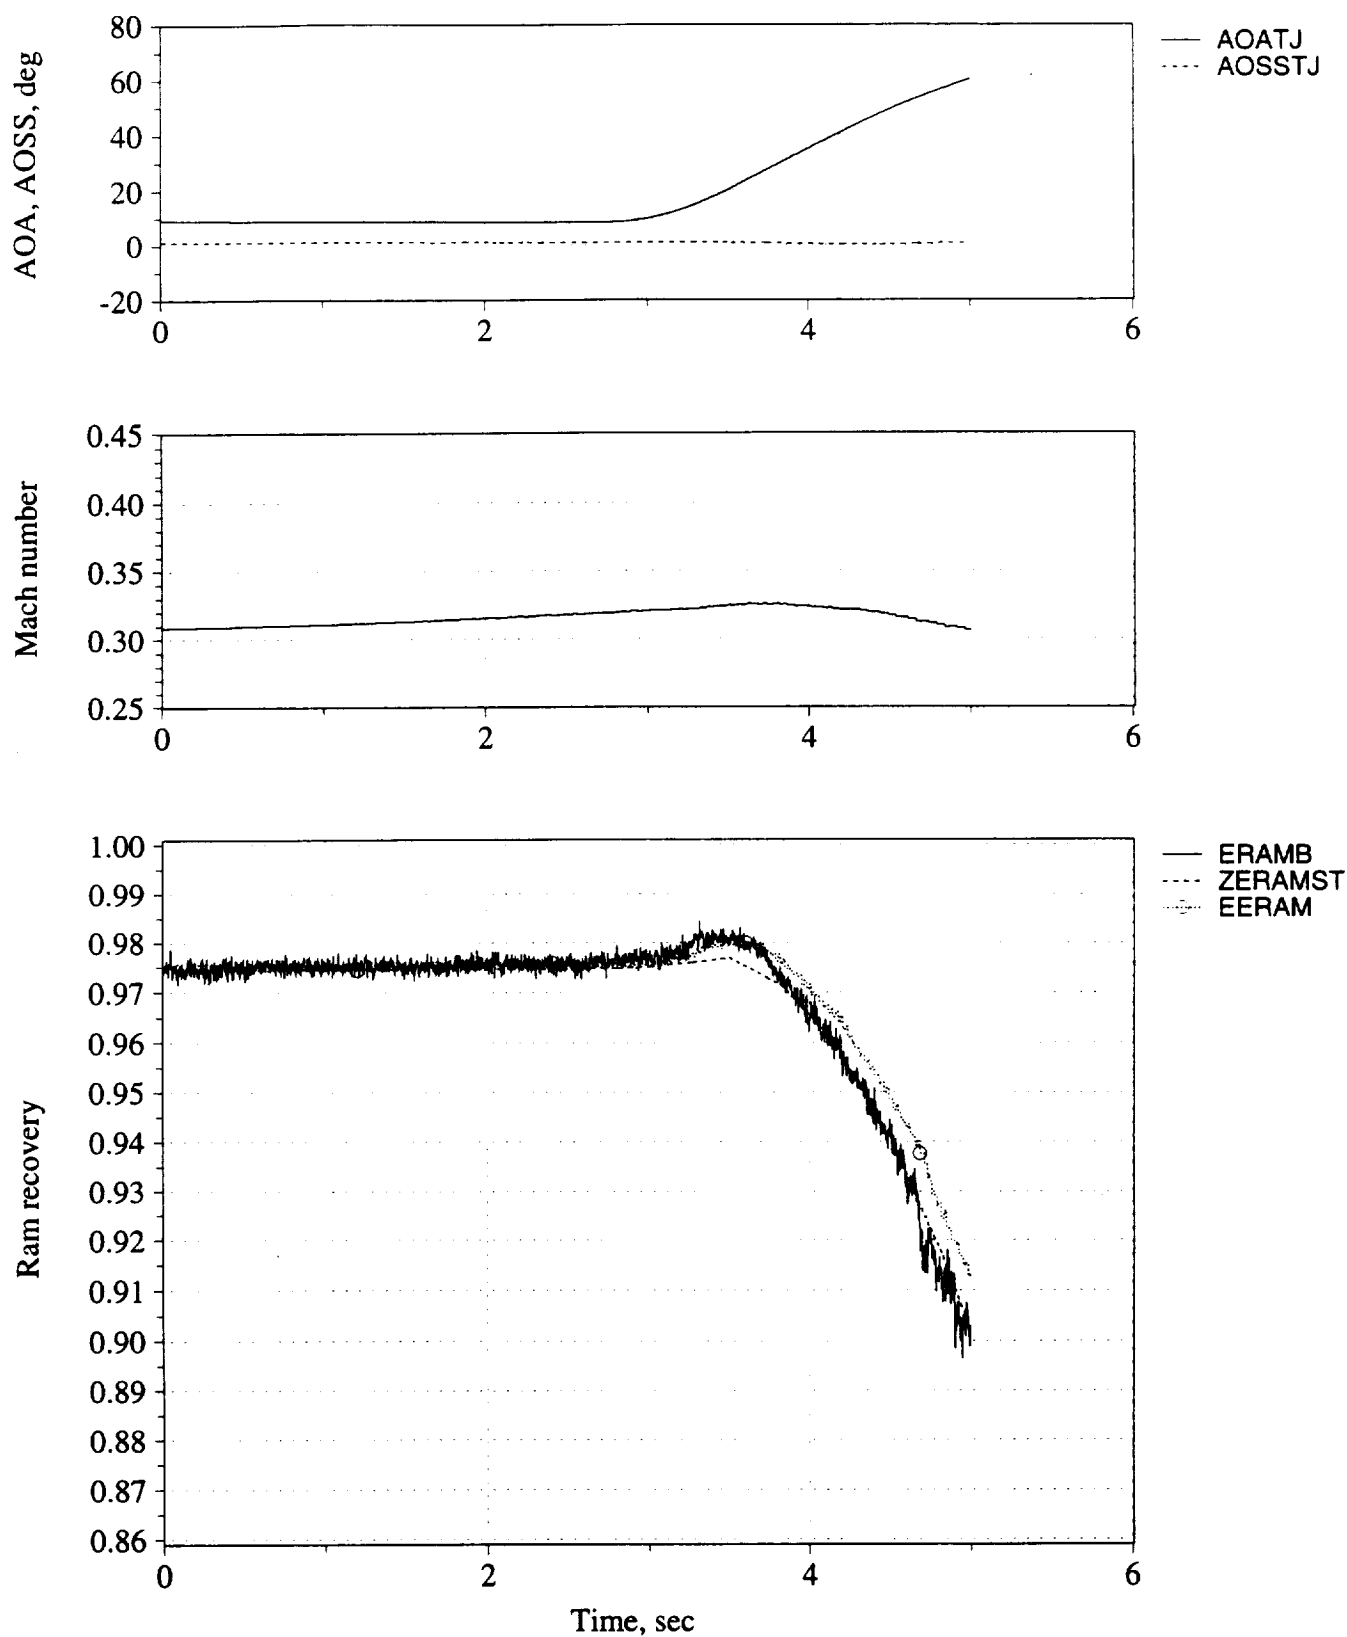 AOA, AOSS, deg
80
60
40
20
0
-20
0 2 4 6
AOATJ
AOSSTJ
Mach number
0.45
0.40
0.35
0.30
0.25
0 2 4 6
Ram recovery
1.00
0.99
0.98
0.97
0.96
0.95
0.94
0.93
0.92
0.91
0.90
0.89
0.88
0.87
0.86
0 2 4 6
ERAMB
ZERAMST
EERAM
Time, sec